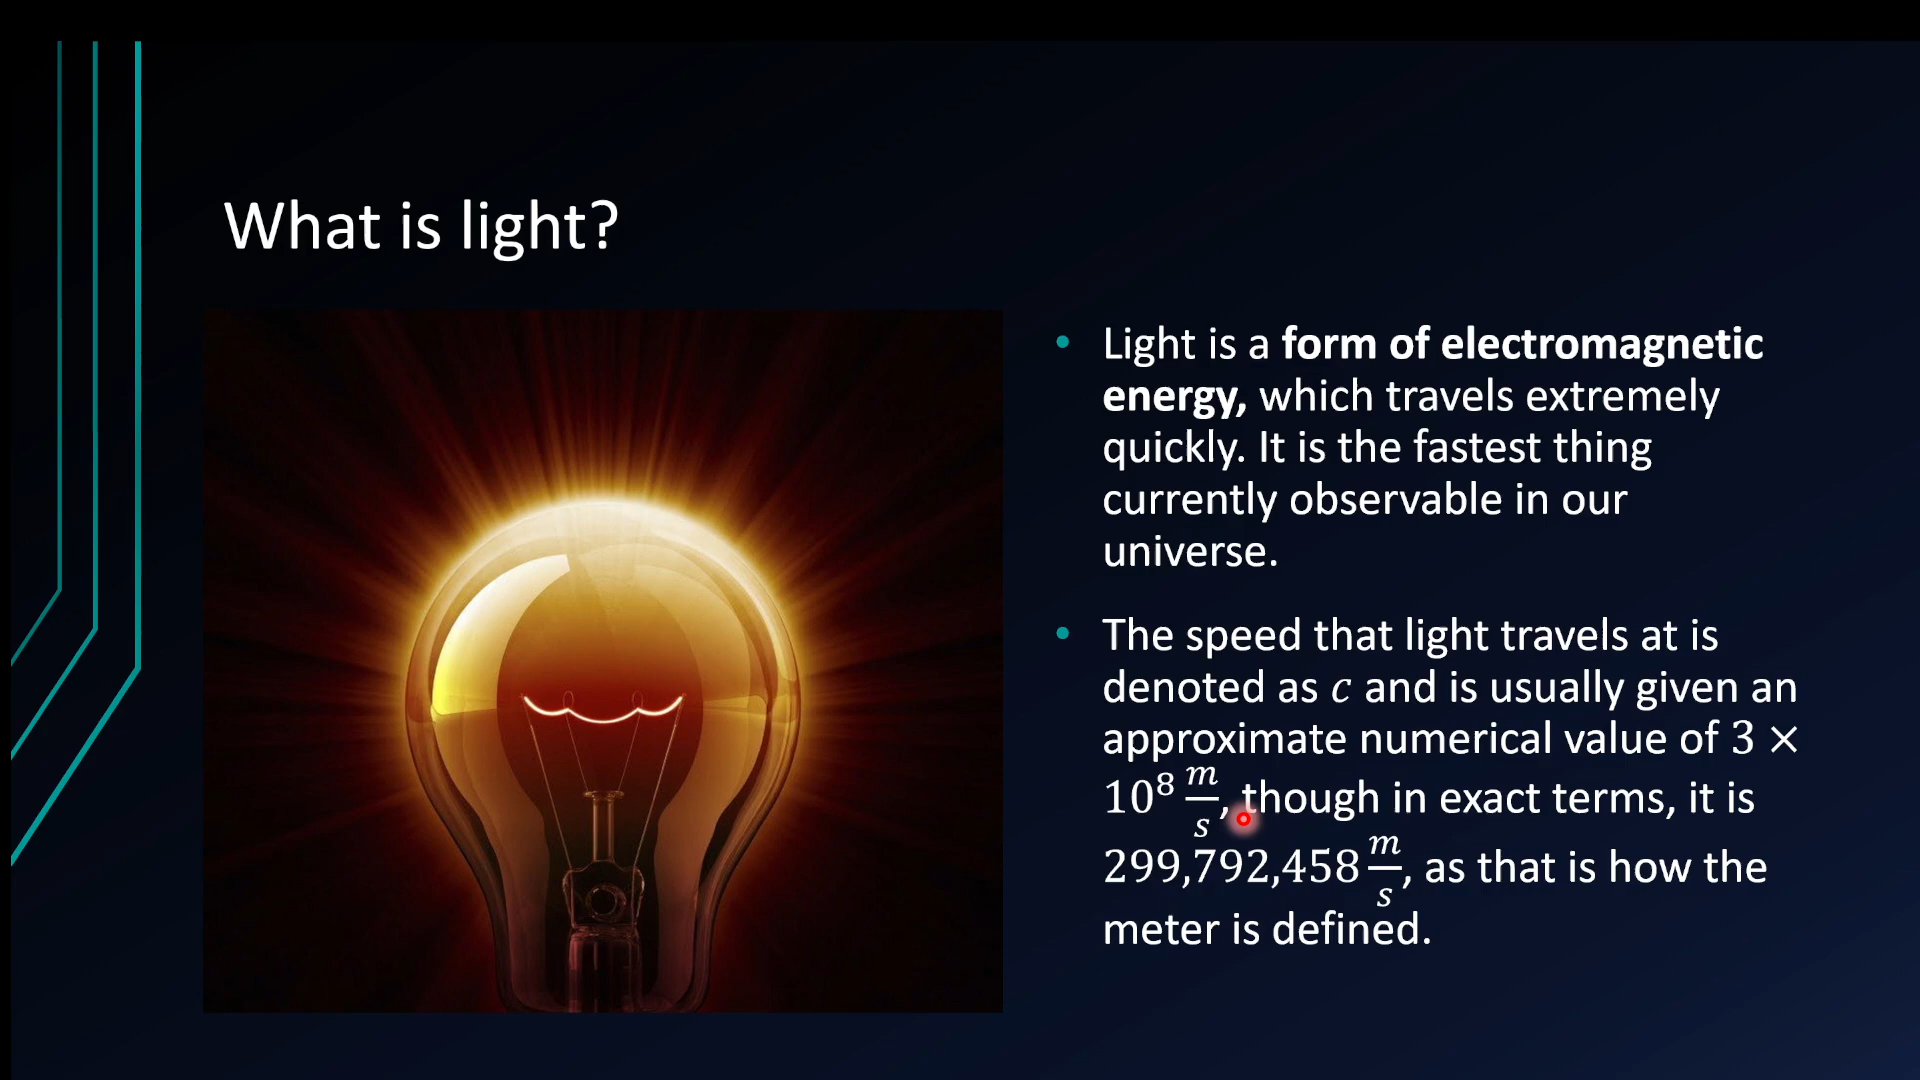 What is light?
• Light is a form of electromagnetic
energy, which travels extremely
quickly. It is the fastest thing
currently observable in our
universe.
• The speed that light travels at is
denoted as c and is usually given an
approximate numerical value of 3 ×
10⁸ m/s, though in exact terms, it is
299,792,458 m/s, as that is how the
meter is defined.